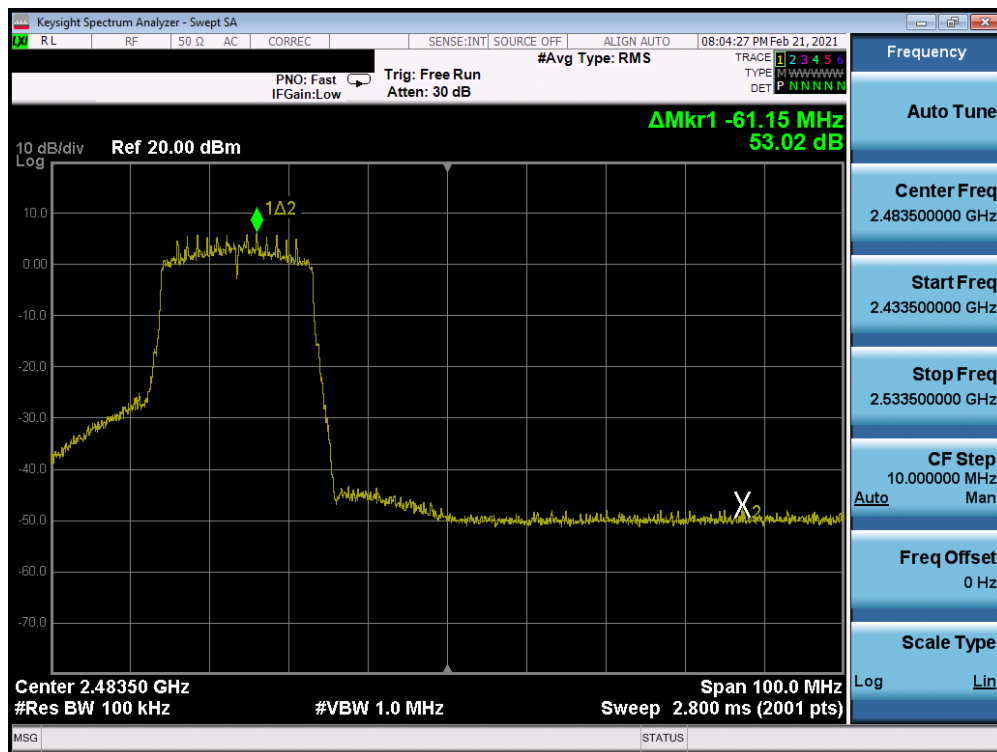 Keysight Spectrum Analyzer - Swept SA
LXI RL RF 50 Ω AC CORREC SENSE:INT SOURCE OFF ALIGN AUTO 08:04:27 PM Feb 21, 2021
PNO: Fast
IFGain:Low
Trig: Free Run
Atten: 30 dB
#Avg Type: RMS
TRACE 1 2 3 4 5 6
TYPE M W W W W W
DET P N N N N N
ΔMkr1 -61.15 MHz
53.02 dB
10 dB/div
Log
Ref 20.00 dBm
10.0
0.00
-10.0
-20.0
-30.0
-40.0
-50.0
-60.0
-70.0
1Δ2
X2
Center 2.48350 GHz
Span 100.0 MHz
#Res BW 100 kHz
#VBW 1.0 MHz
Sweep 2.800 ms (2001 pts)
MSG
STATUS
Frequency
Auto Tune
Center Freq
2.483500000 GHz
Start Freq
2.433500000 GHz
Stop Freq
2.533500000 GHz
CF Step
10.000000 MHz
Auto Man
Freq Offset
0 Hz
Scale Type
Log Lin